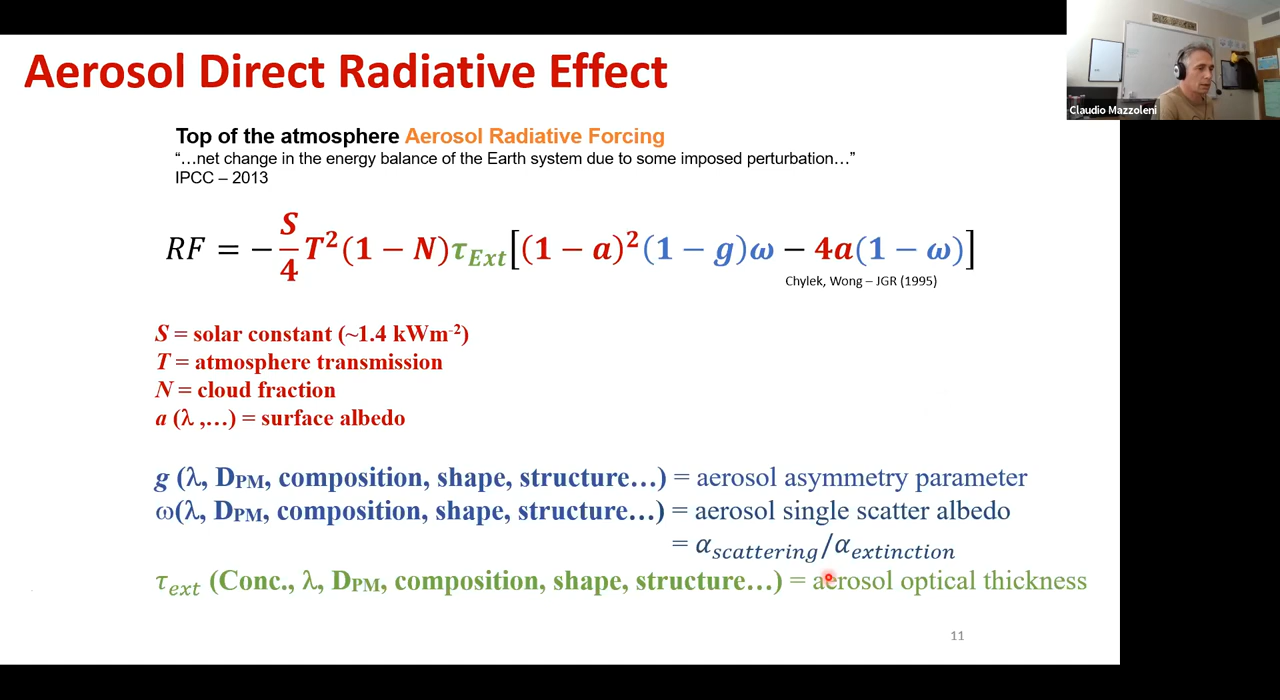 Aerosol Direct Radiative Effect
Claudio Mazzoleni
Top of the atmosphere Aerosol Radiative Forcing
“…net change in the energy balance of the Earth system due to some imposed perturbation…”
IPCC – 2013
RF = − S/4 T²(1 − N)τ_Ext[(1 − a)²(1 − g)ω − 4a(1 − ω)]
Chylek, Wong – JGR (1995)
S = solar constant (~1.4 kWm⁻²)
T = atmosphere transmission
N = cloud fraction
a (λ ,…) = surface albedo
g (λ, DPM, composition, shape, structure…) = aerosol asymmetry parameter
ω(λ, DPM, composition, shape, structure…) = aerosol single scatter albedo
= α_scattering/α_extinction
τ_ext (Conc., λ, DPM, composition, shape, structure…) = aerosol optical thickness
11